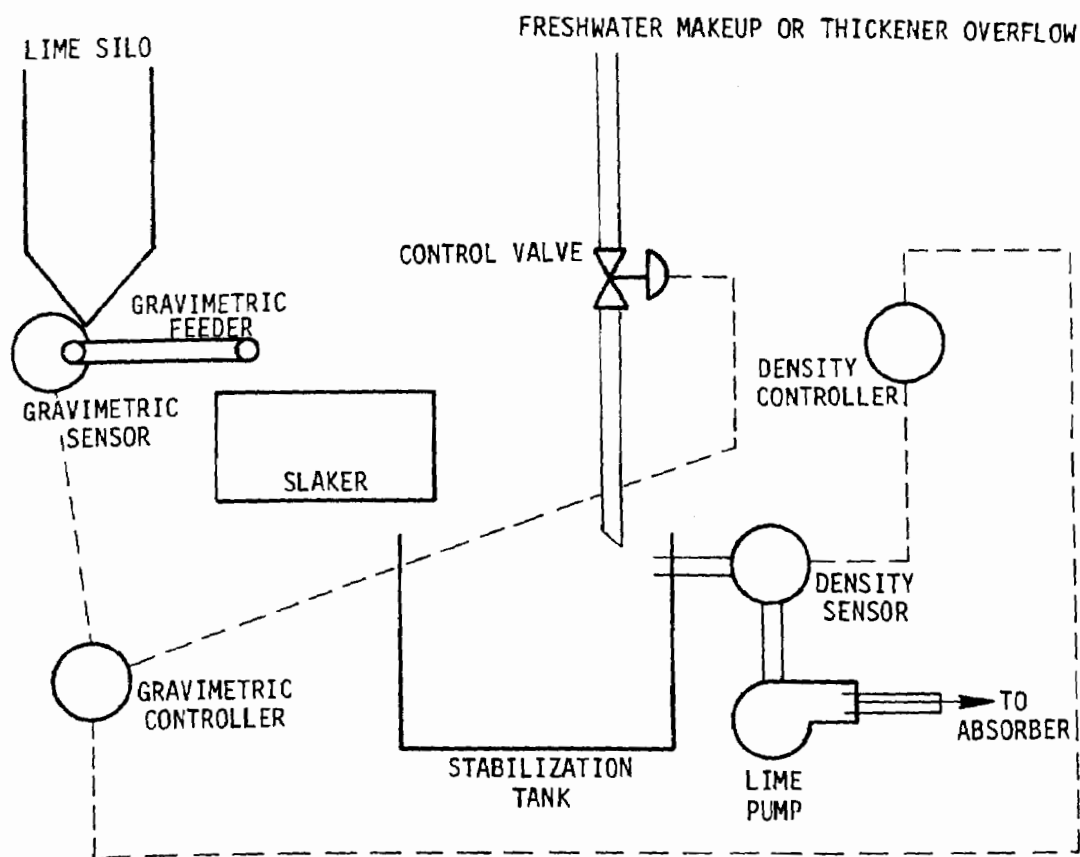 FRESHWATER MAKEUP OR THICKENER OVERFLOW
LIME SILO
CONTROL VALVE
GRAVIMETRIC
FEEDER
DENSITY
CONTROLLER
GRAVIMETRIC
SENSOR
SLAKER
DENSITY
SENSOR
GRAVIMETRIC
CONTROLLER
TO
ABSORBER
STABILIZATION
TANK
LIME
PUMP